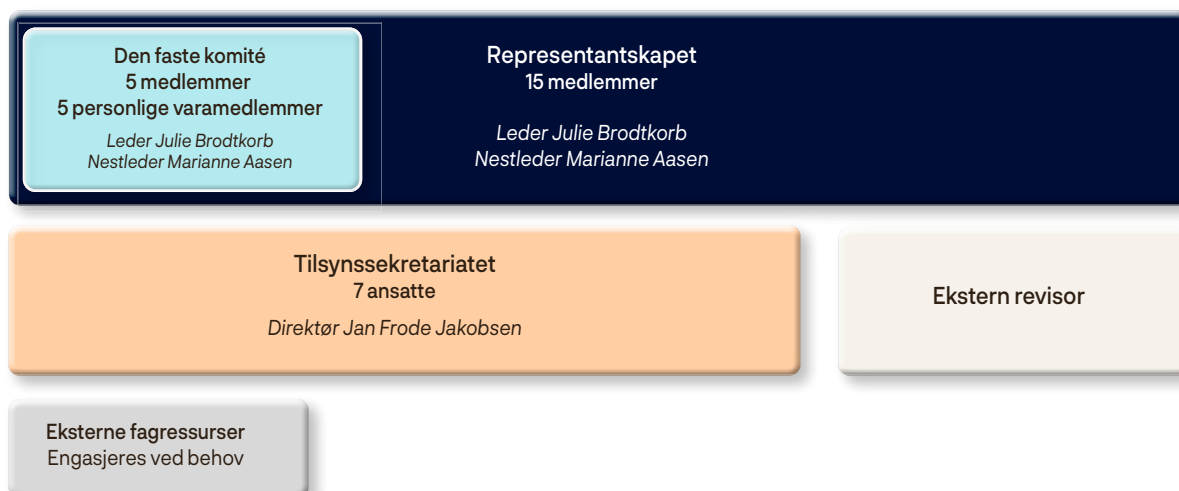 Den faste komité
5 medlemmer
5 personlige varamedlemmer
Leder Julie Brodtkorb
Nestleder Marianne Aasen
Representantskapet
15 medlemmer
Leder Julie Brodtkorb
Nestleder Marianne Aasen
Tilsynssekretariatet
7 ansatte
Direktør Jan Frode Jakobsen
Ekstern revisor
Eksterne fagressurser
Engasjeres ved behov